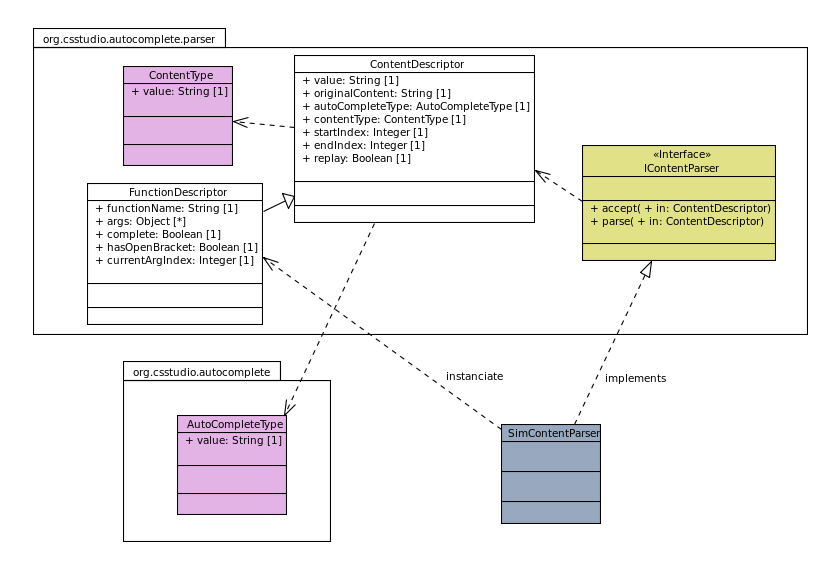 org.csstudio.autocomplete.parser
ContentType
+ value: String [1]
ContentDescriptor
+ value: String [1]
+ originalContent: String [1]
+ autoCompleteType: AutoCompleteType [1]
+ contentType: ContentType [1]
+ startIndex: Integer [1]
+ endIndex: Integer [1]
+ replay: Boolean [1]
«Interface»
IContentParser
+ accept( + in: ContentDescriptor)
+ parse( + in: ContentDescriptor)
FunctionDescriptor
+ functionName: String [1]
+ args: Object [*]
+ complete: Boolean [1]
+ hasOpenBracket: Boolean [1]
+ currentArgIndex: Integer [1]
instanciate
implements
org.csstudio.autocomplete
AutoCompleteType
+ value: String [1]
SimContentParser